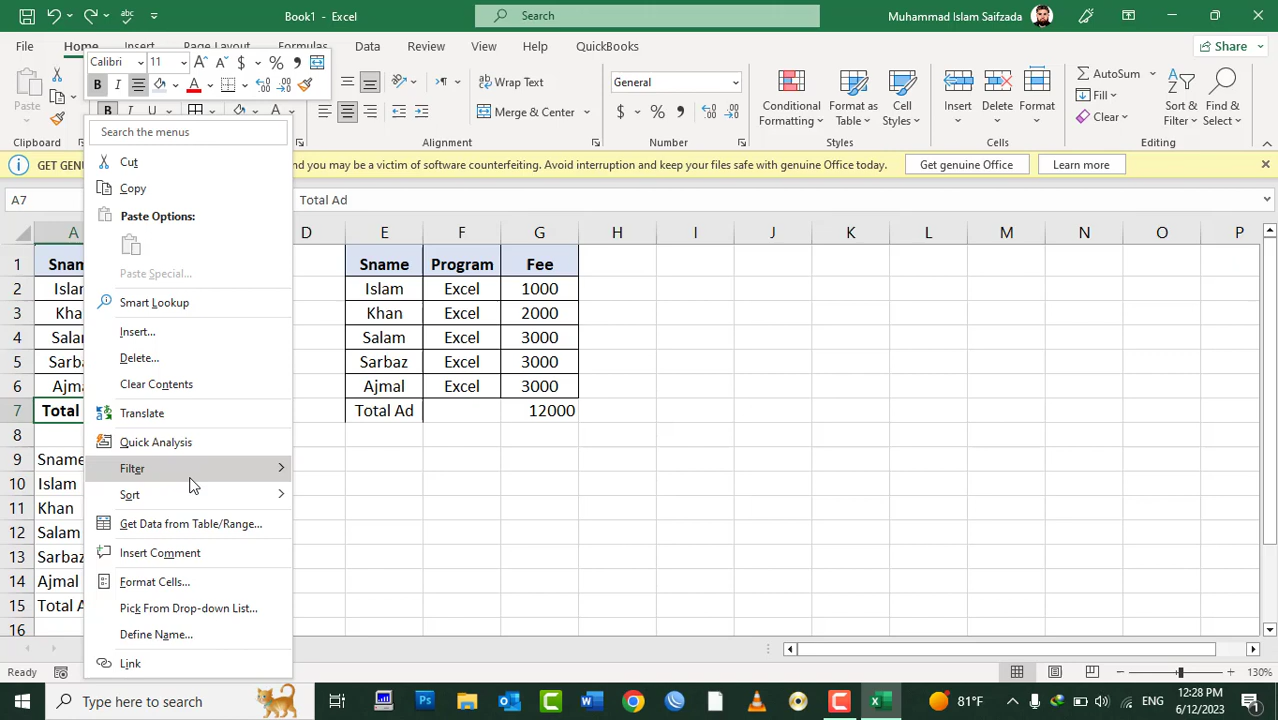 Book1 - Excel
Search
Muhammad Islam Saifzada
File Home Insert Page Layout Formulas Data Review View Help QuickBooks Share
Calibri 11
$ % 9
B I
Paste
B I U
Wrap Text
Merge & Center
General
$ % 9
Conditional Formatting
Format as Table
Cell Styles
Insert
Delete
Format
AutoSum
Fill
Clear
Sort & Filter
Find & Select
Clipboard Alignment Number Styles Cells Editing
GET GENU nd you may be a victim of software counterfeiting. Avoid interruption and keep your files safe with genuine Office today. Get genuine Office Learn more
A7 Total Ad
A D E F G H I J K L M N O P
1 Snam Sname Program Fee
2 Islam Islam Excel 1000
3 Kha Khan Excel 2000
4 Salam Salam Excel 3000
5 Sarba Sarbaz Excel 3000
6 Ajma Ajmal Excel 3000
7 Total Total Ad 12000
8
9 Sname
10 Islam
11 Khan
12 Salam
13 Sarbaz
14 Ajmal
15 Total A
16
Search the menus
Cut
Copy
Paste Options:
Paste Special...
Smart Lookup
Insert...
Delete...
Clear Contents
Translate
Quick Analysis
Filter
Sort
Get Data from Table/Range...
Insert Comment
Format Cells...
Pick From Drop-down List...
Define Name...
Link
Ready 130%
Type here to search 81°F ENG 12:28 PM
6/12/2023